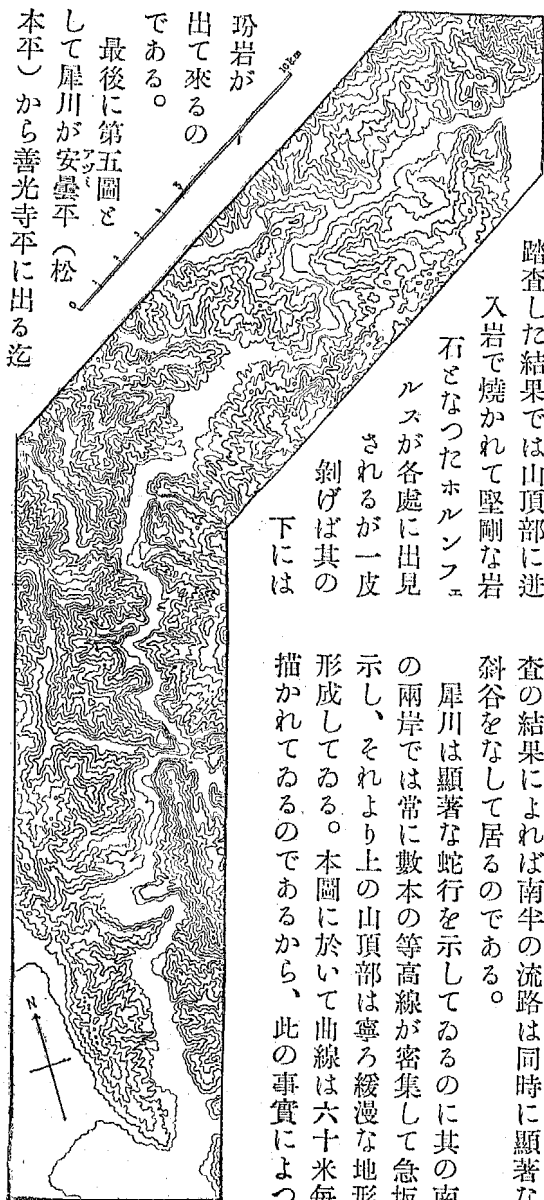 踏査した結果では山頂部に迸
入岩で燒かれて堅剛な岩
石となつたホルンフェ
ルスが各處に出見
されるが一皮
剝げば其の
下には
玢岩が
出て來るの
である。
最後に第五圖と
して犀川が安曇平（松
アヅミ
本平）から善光寺平に出る迄
査の結果によれば南半の流路は同時に顯著な
斜谷をなして居るのである。
犀川は顯著な蛇行を示してゐるのに其の南
の兩岸では常に數本の等高線が密集して急坂
示し、それより上の山頂部は寧ろ緩漫な地形
形成してゐる。本圖に於いて曲線は六十米每
描かれてゐるのであるから、此の事實によつ
10km
5
0
N